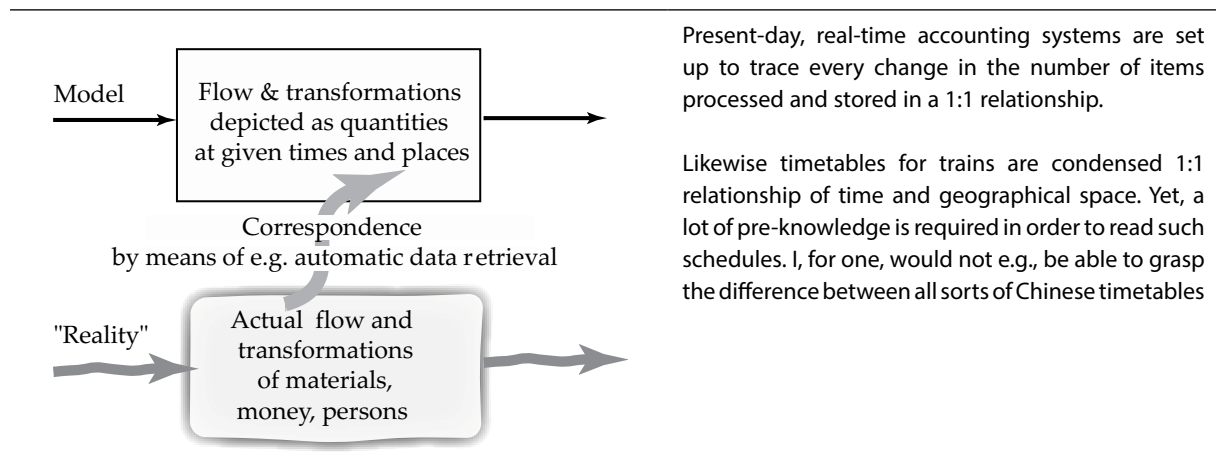 Model
Flow & transformations
depicted as quantities
at given times and places
Correspondence
by means of e.g. automatic data retrieval
"Reality"
Actual flow and
transformations
of materials,
money, persons
Present-day, real-time accounting systems are set
up to trace every change in the number of items
processed and stored in a 1:1 relationship.
Likewise timetables for trains are condensed 1:1
relationship of time and geographical space. Yet, a
lot of pre-knowledge is required in order to read such
schedules. I, for one, would not e.g., be able to grasp
the difference between all sorts of Chinese timetables